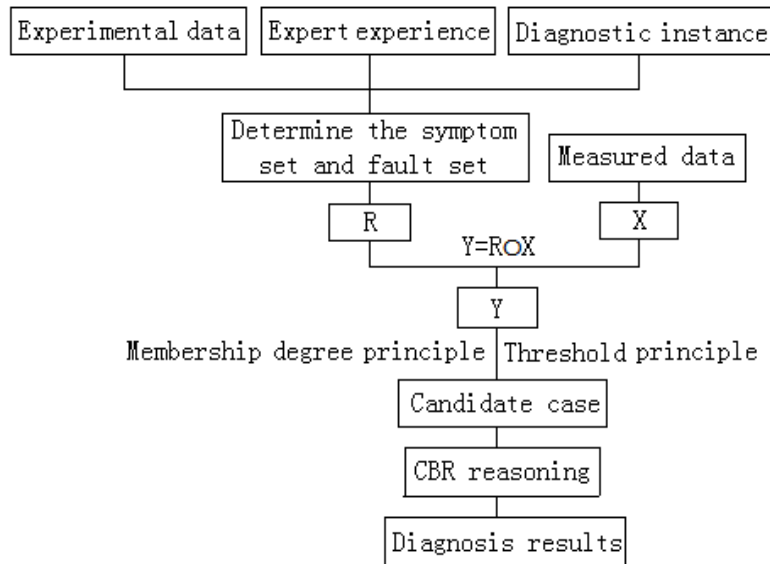 Experimental data
Expert experience
Diagnostic instance
Determine the symptom
set and fault set
Measured data
R
X
Y=R○X
Y
Membership degree principle
Threshold principle
Candidate case
CBR reasoning
Diagnosis results